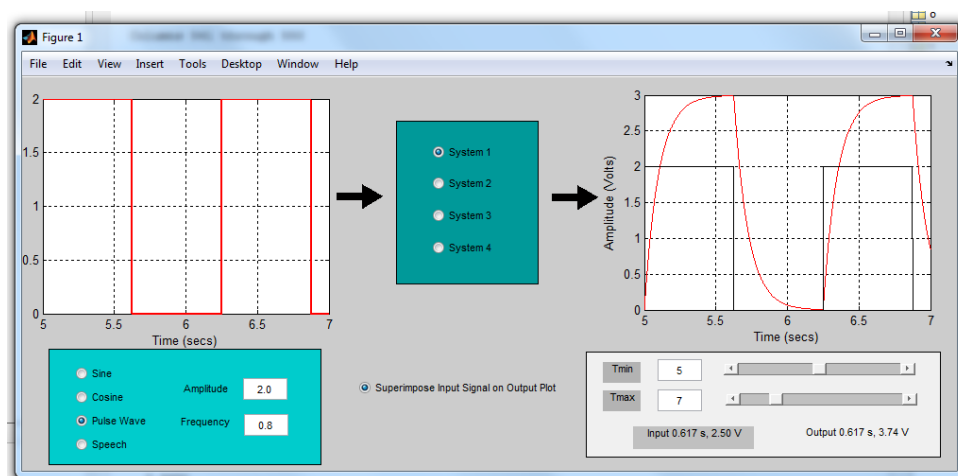 o
Figure 1
File Edit View Insert Tools Desktop Window Help
2
1.5
1
0.5
0
5 5.5 6 6.5 7
Time (secs)
System 1
System 2
System 3
System 4
Amplitude (Volts)
3
2.5
2
1.5
1
0.5
0
5 5.5 6 6.5 7
Time (secs)
Sine
Cosine
Pulse Wave
Speech
Amplitude 2.0
Frequency 0.8
Superimpose Input Signal on Output Plot
Tmin 5
Tmax 7
Input 0.617 s, 2.50 V
Output 0.617 s, 3.74 V